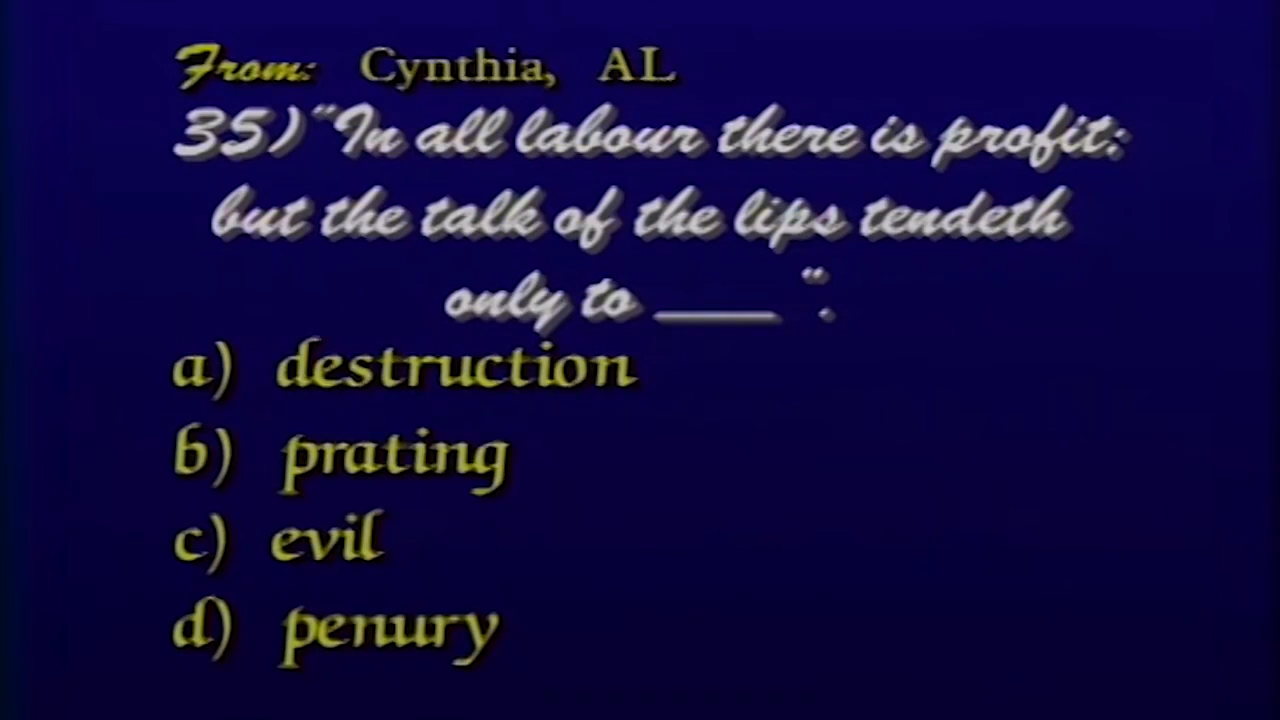 From: Cynthia, AL
35) "In all labour there is profit:
but the talk of the lips tendeth
only to ____ ".
a) destruction
b) prating
c) evil
d) penury